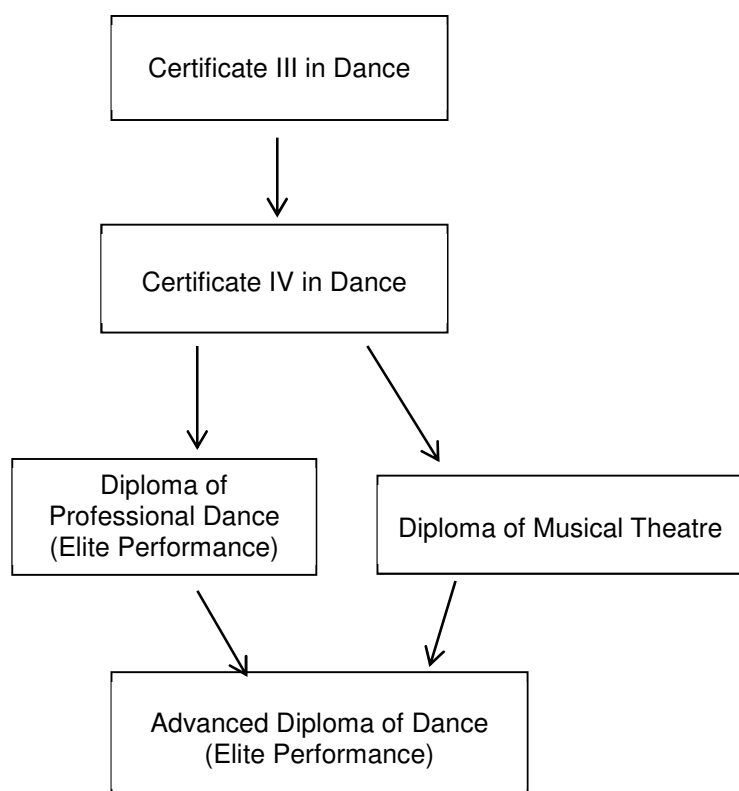 Certificate III in Dance
Certificate IV in Dance
Diploma of
Professional Dance
(Elite Performance)
Diploma of Musical Theatre
Advanced Diploma of Dance
(Elite Performance)